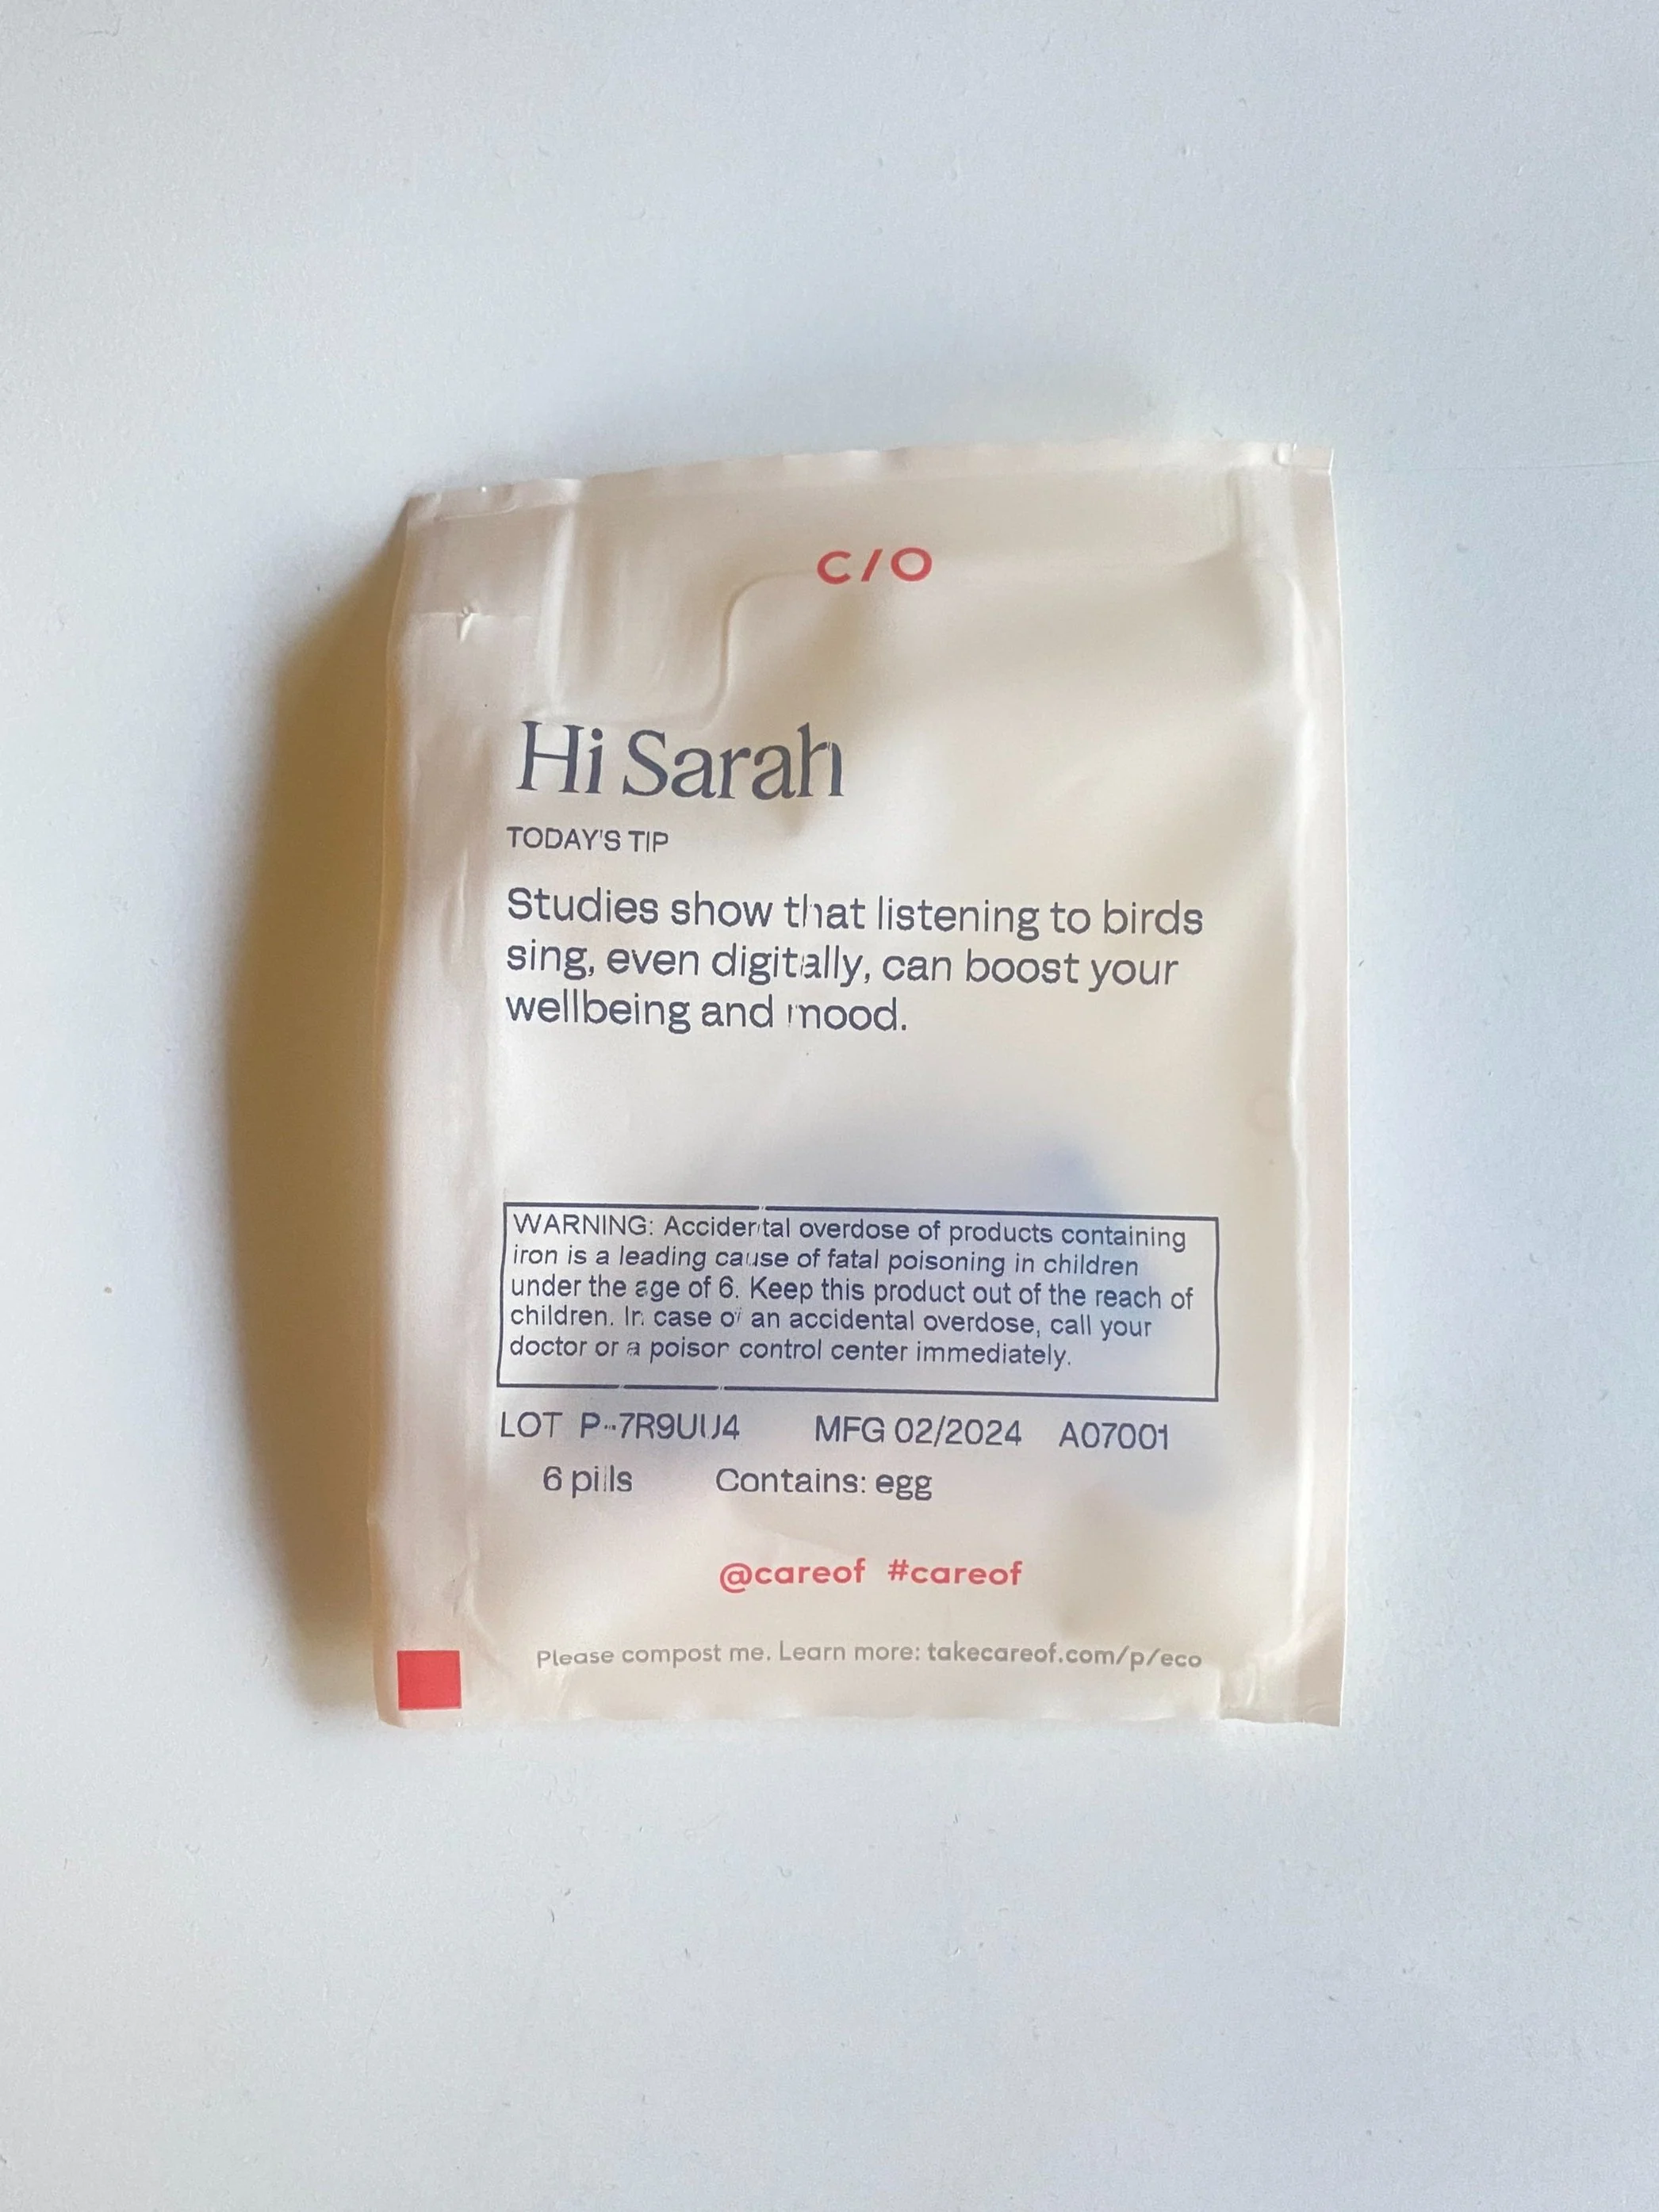 C/O
Hi Sarah
TODAY'S TIP
Studies show that listening to birds
sing, even digitally, can boost your
wellbeing and mood.
WARNING: Accidental overdose of products containing
iron is a leading cause of fatal poisoning in children
under the age of 6. Keep this product out of the reach of
children. In case of an accidental overdose, call your
doctor or a poison control center immediately.
LOT MFG 02/2024 A07001
6 pills Contains: egg
@careof #careof
Please compost me. Learn more: takecareof.com/p/eco